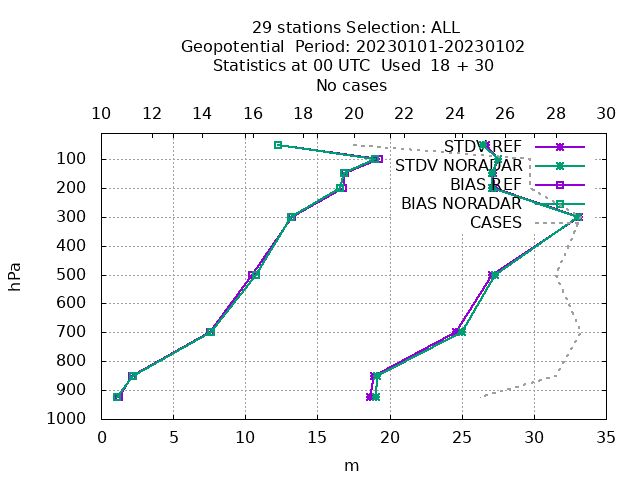 29 stations Selection: ALL
Geopotential  Period: 20230101-20230102
Statistics at 00 UTC  Used  18 + 30
No cases
10 12 14 16 18 20 22 24 26 28 30
STDV REF
STDV NORADAR
BIAS REF
BIAS NORADAR
CASES
hPa
100
200
300
400
500
600
700
800
900
1000
0 5 10 15 20 25 30 35
m